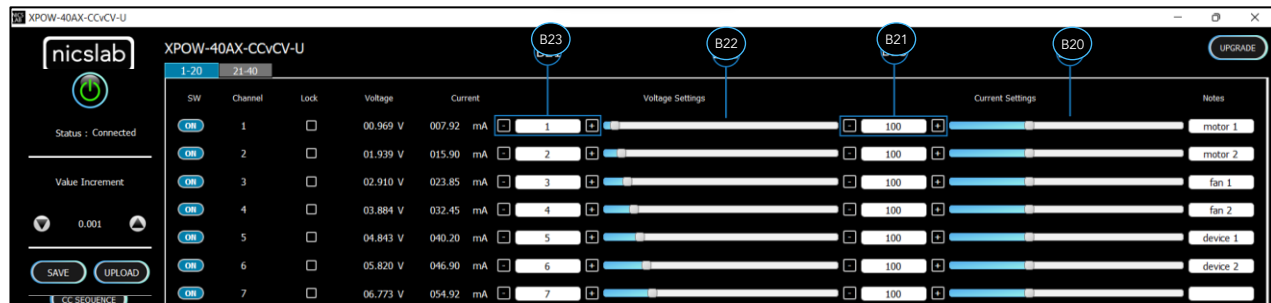 NICS LAB XPOW-40AX-CCvCV-U
nicslab
XPOW-40AX-CCvCV-U
B23 B22 B21 B20
UPGRADE
1-20 21-40
SW Channel Lock Voltage Current Voltage Settings Current Settings Notes
Status : Connected
ON 1 00.969 V 007.92 mA - 1 + - 100 + motor 1
ON 2 01.939 V 015.90 mA - 2 + - 100 + motor 2
Value Increment
ON 3 02.910 V 023.85 mA - 3 + - 100 + fan 1
0.001
ON 4 03.884 V 032.45 mA - 4 + - 100 + fan 2
ON 5 04.843 V 040.20 mA - 5 + - 100 + device 1
SAVE UPLOAD
ON 6 05.820 V 046.90 mA - 6 + - 100 + device 2
CC SEQUENCE
ON 7 06.773 V 054.92 mA - 7 + - 100 +